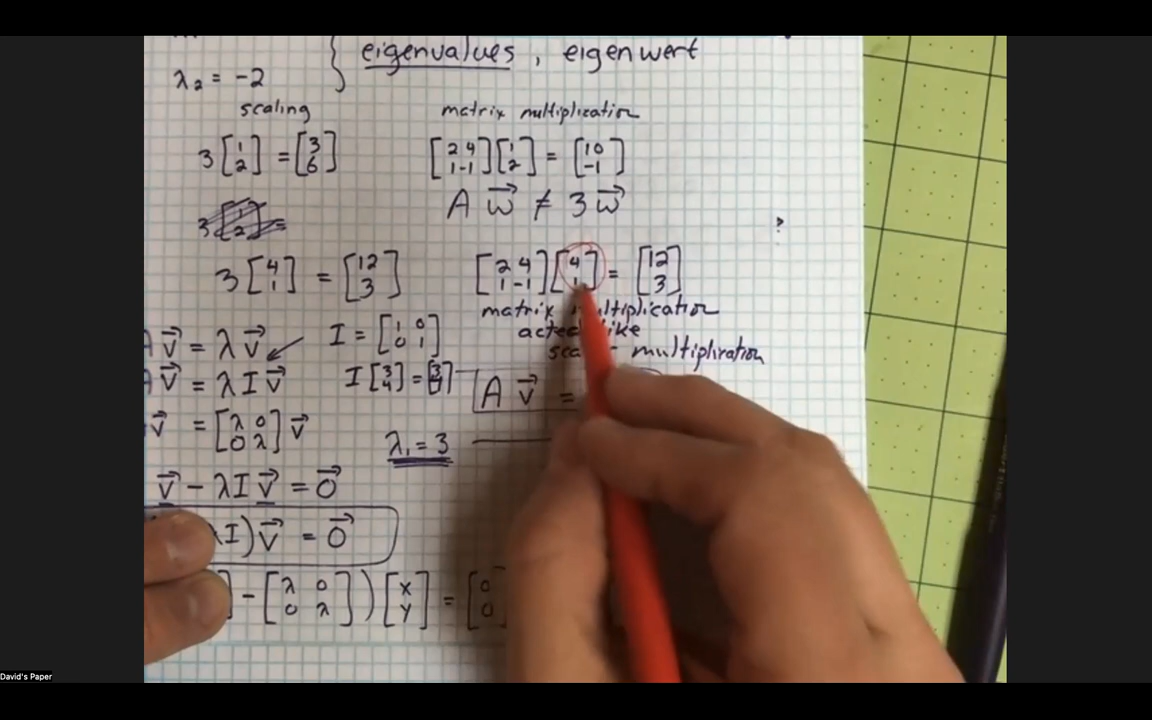 eigenvalues, eigenwert
λ₂ = -2
scaling
matrix multiplication
3 [1 2] = [3 6]
[2 4 1 -1] [1 2] = [10 -1]
A w⃗ ≠ 3 w⃗
?
3 [4 1] = [12 3]
[2 4 1 -1] [4 1] = [12 3]
matrix multiplication
acted like
multiplication
A v⃗ = λ v⃗
I = [1 0 0 1]
A v⃗ = λ I v⃗
I [3 4] = [3 4]
A v⃗ =
v⃗ = [λ 0 0 λ] v⃗
λ₁ = 3
v⃗ - λ I v⃗ = 0⃗
λI) v⃗ = 0⃗
] - [λ 0 0 λ]) [x y] = [0 0
David's Paper